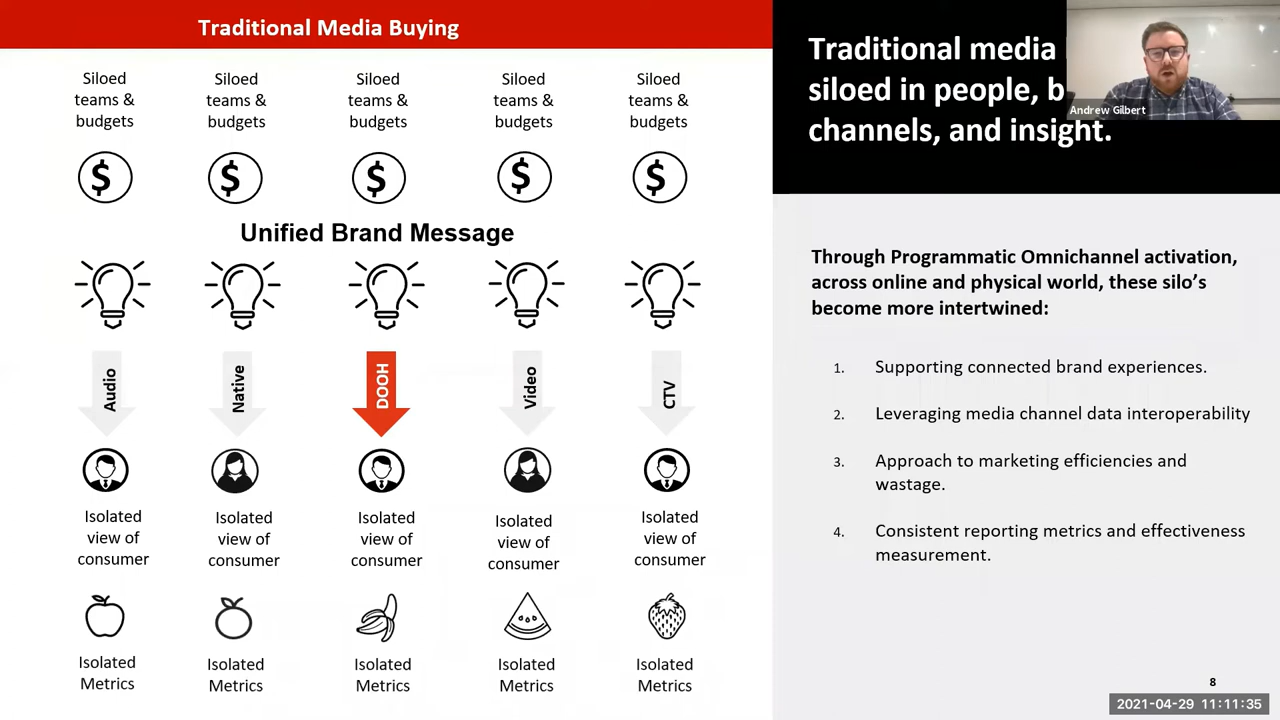 Traditional Media Buying
Siloed
teams &
budgets
Siloed
teams &
budgets
Siloed
teams &
budgets
Siloed
teams &
budgets
Siloed
teams &
budgets
$
$
$
$
$
Unified Brand Message
Audio
Native
DOOH
Video
CTV
Isolated
view of
consumer
Isolated
view of
consumer
Isolated
view of
consumer
Isolated
view of
consumer
Isolated
view of
consumer
Isolated
Metrics
Isolated
Metrics
Isolated
Metrics
Isolated
Metrics
Isolated
Metrics
Traditional media
siloed in people,
channels, and insight.
Andrew Gilbert
Through Programmatic Omnichannel activation,
across online and physical world, these silo’s
become more intertwined:
1. Supporting connected brand experiences.
2. Leveraging media channel data interoperability
3. Approach to marketing efficiencies and
wastage.
4. Consistent reporting metrics and effectiveness
measurement.
8
2021-04-29 11:11:35